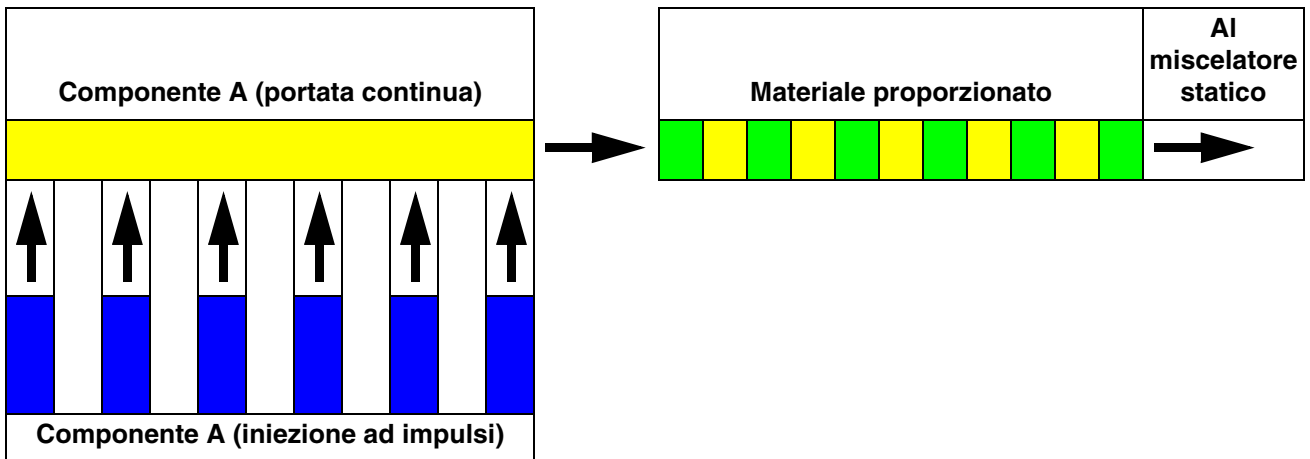 Componente A (portata continua)
Componente A (iniezione ad impulsi)
Materiale proporzionato
Al
miscelatore
statico